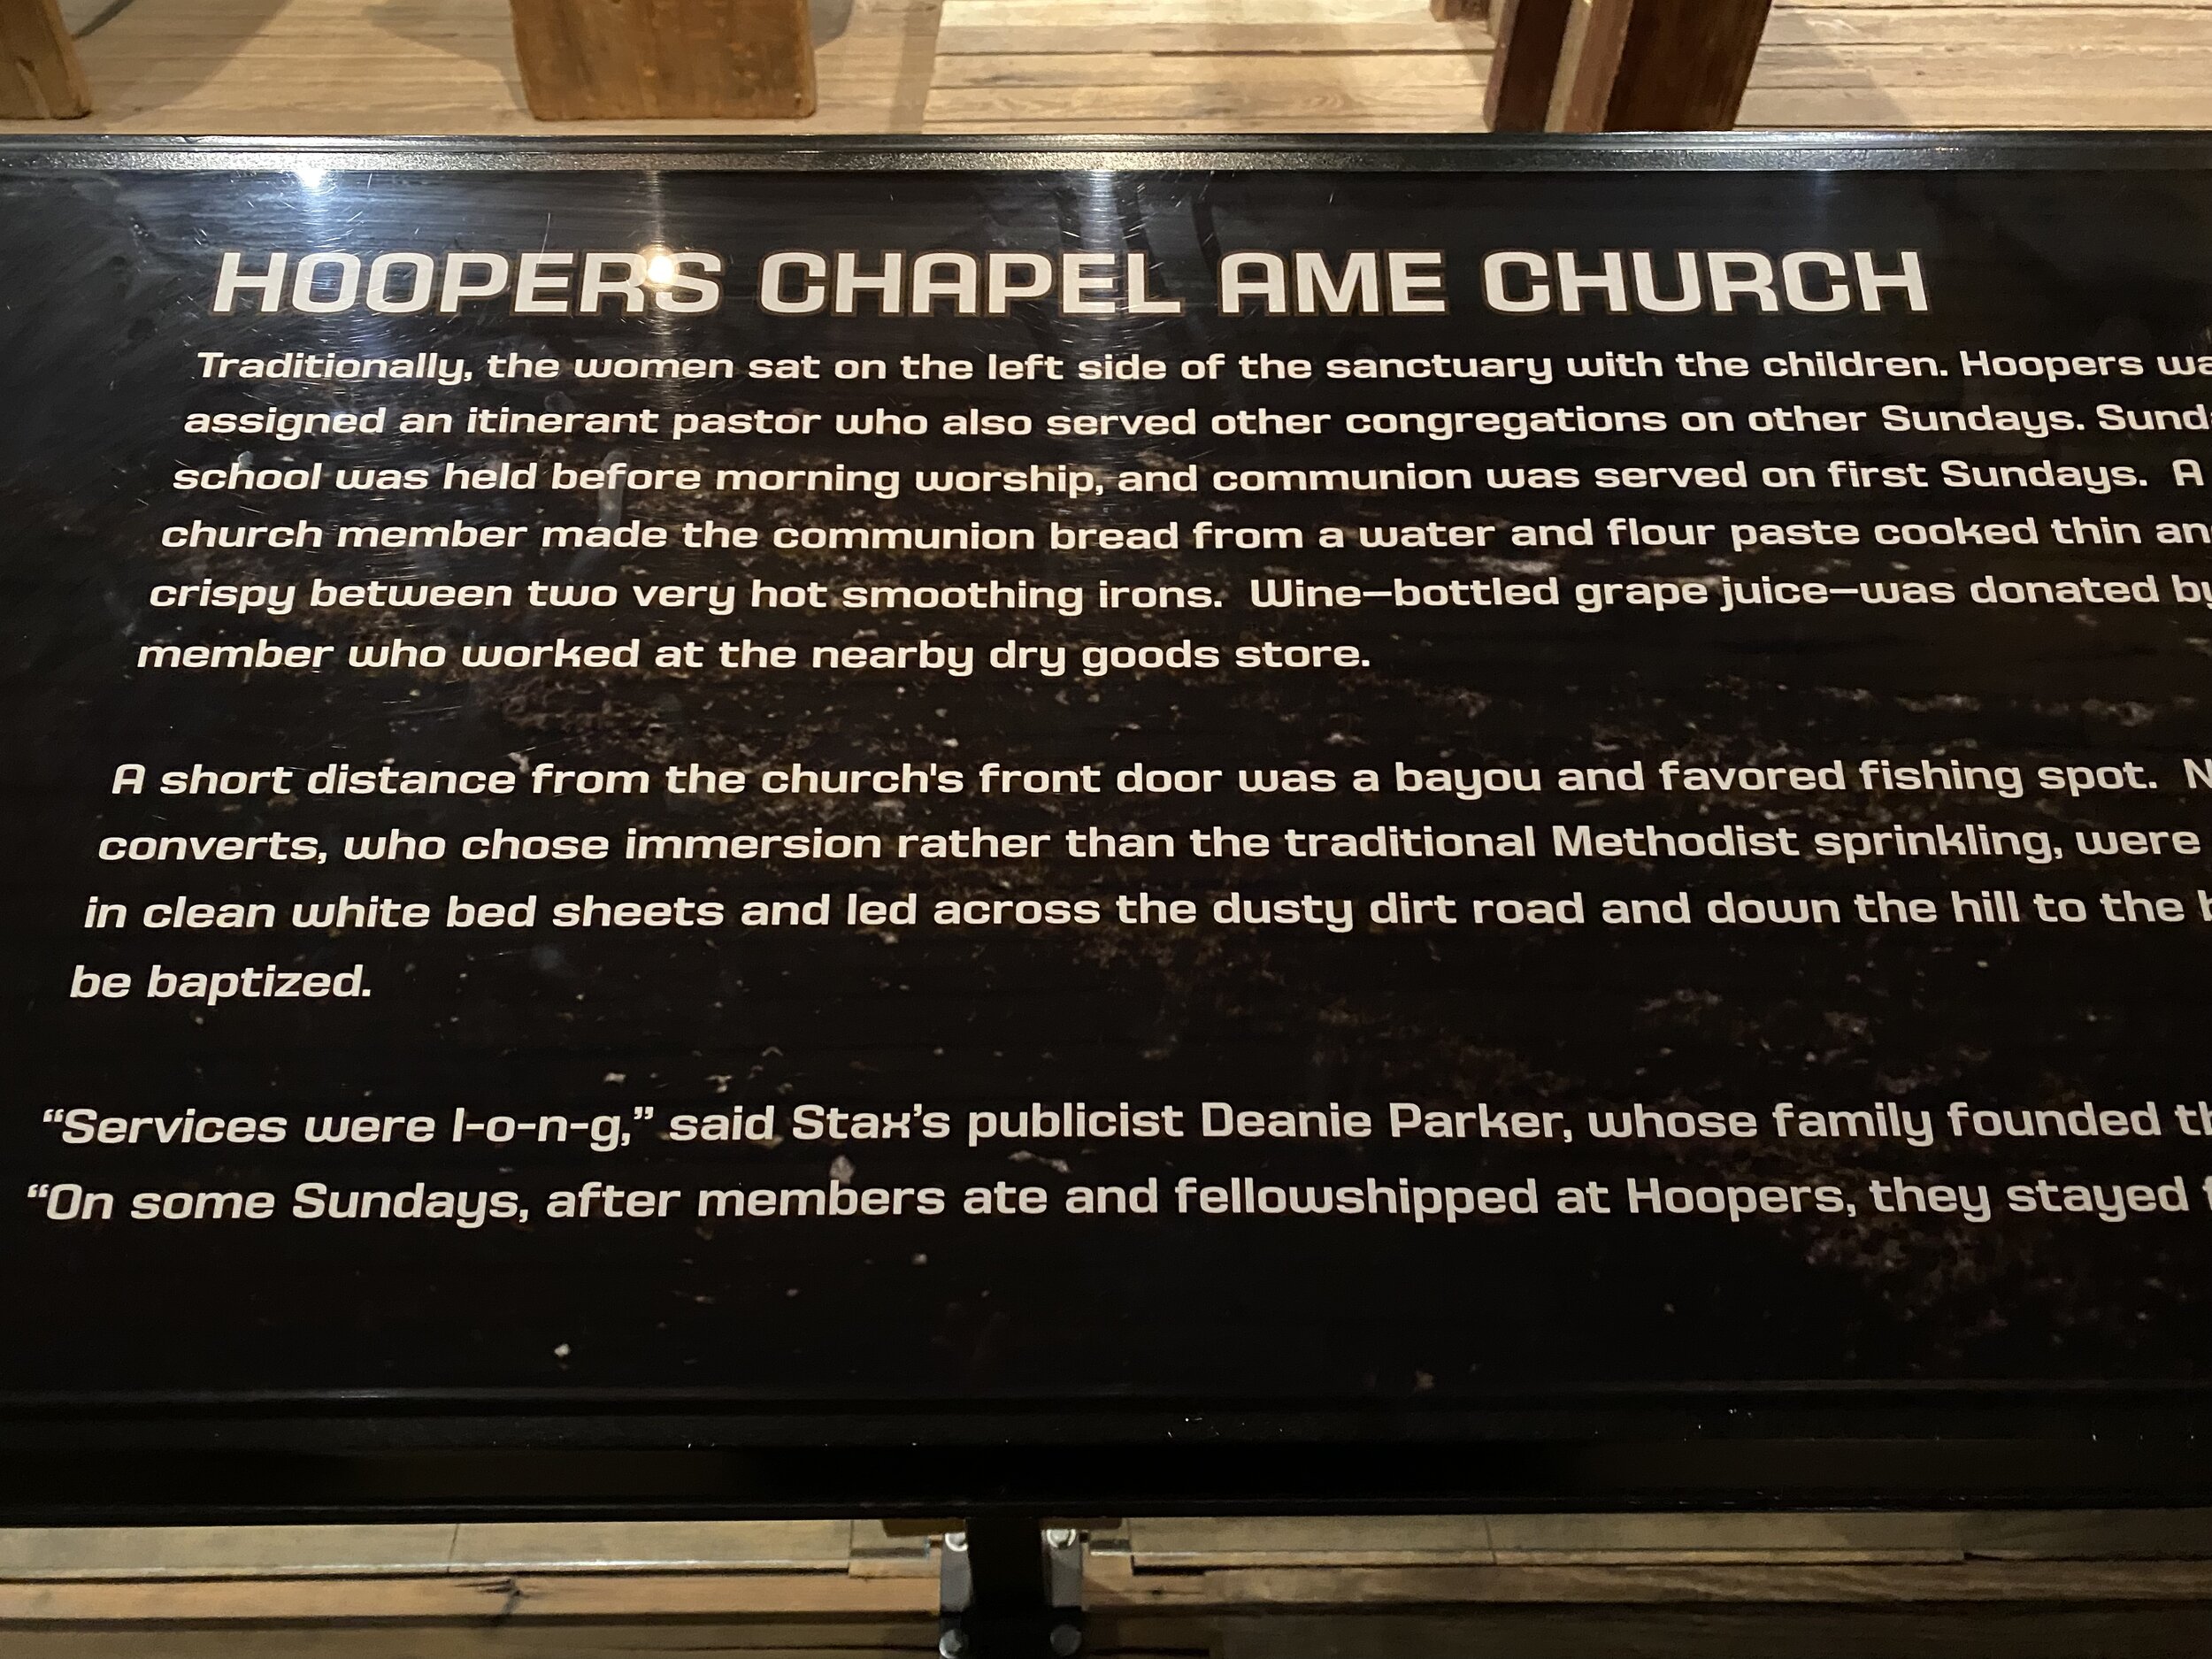 HOOPERS CHAPEL AME CHURCH
Traditionally, the women sat on the left side of the sanctuary with the children. Hoopers
assigned an itinerant pastor who also served other congregations on other Sundays.
school was held before morning worship, and communion was served on first Sundays. A
church member made the communion bread from a water and flour paste cooked thin
crispy between two very hot smoothing irons. Wine—bottled grape juice—was donated
member who worked at the nearby dry goods store.
A short distance from the church's front door was a bayou and favored fishing spot.
converts, who chose immersion rather than the traditional Methodist sprinkling, were
in clean white bed sheets and led across the dusty dirt road and down the hill to the
be baptized.
“Services were l-o-n-g,” said Stax’s publicist Deanie Parker, whose family founded
“On some Sundays, after members ate and fellowshipped at Hoopers, they stayed